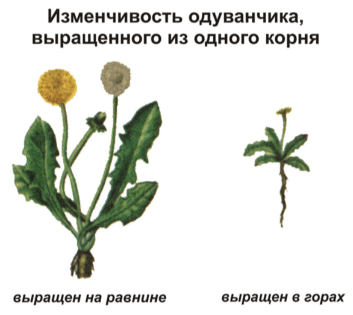 Изменчивость одуванчика,
выращенного из одного корня
выращен на равнине
выращен в горах